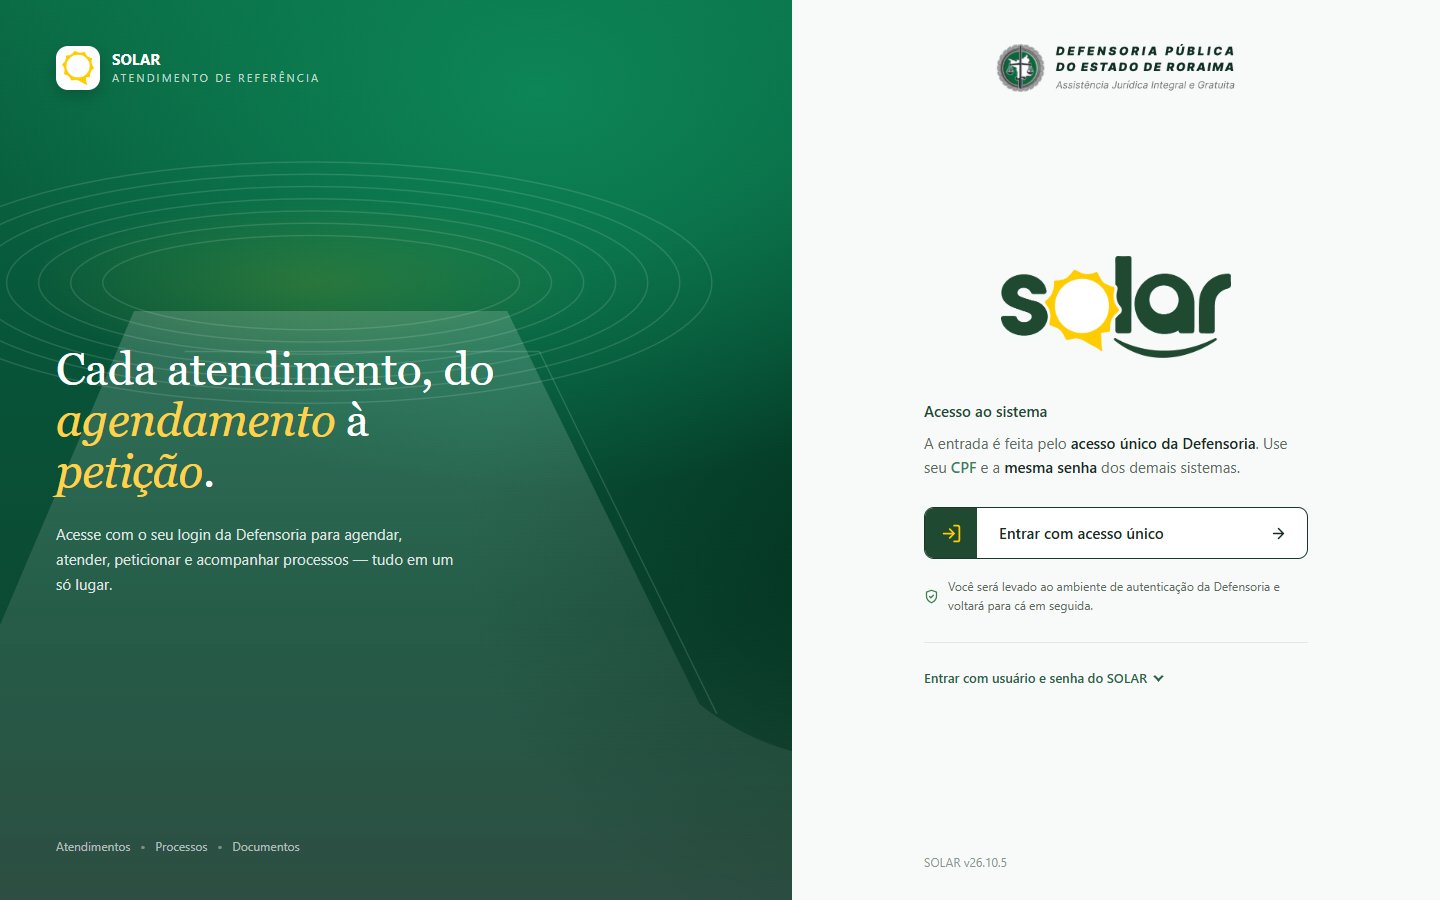 SOLAR
ATENDIMENTO DE REFERÊNCIA
Cada atendimento, do
agendamento à
petição.
Acesse com o seu login da Defensoria para agendar,
atender, peticionar e acompanhar processos — tudo em um
só lugar.
Atendimentos • Processos • Documentos
DEFENSORIA PÚBLICA
DO ESTADO DE RORAIMA
Assistência Jurídica Integral e Gratuita
solar
Acesso ao sistema
A entrada é feita pelo acesso único da Defensoria. Use
seu CPF e a mesma senha dos demais sistemas.
Entrar com acesso único
Você será levado ao ambiente de autenticação da Defensoria e
voltará para cá em seguida.
Entrar com usuário e senha do SOLAR
SOLAR v26.10.5